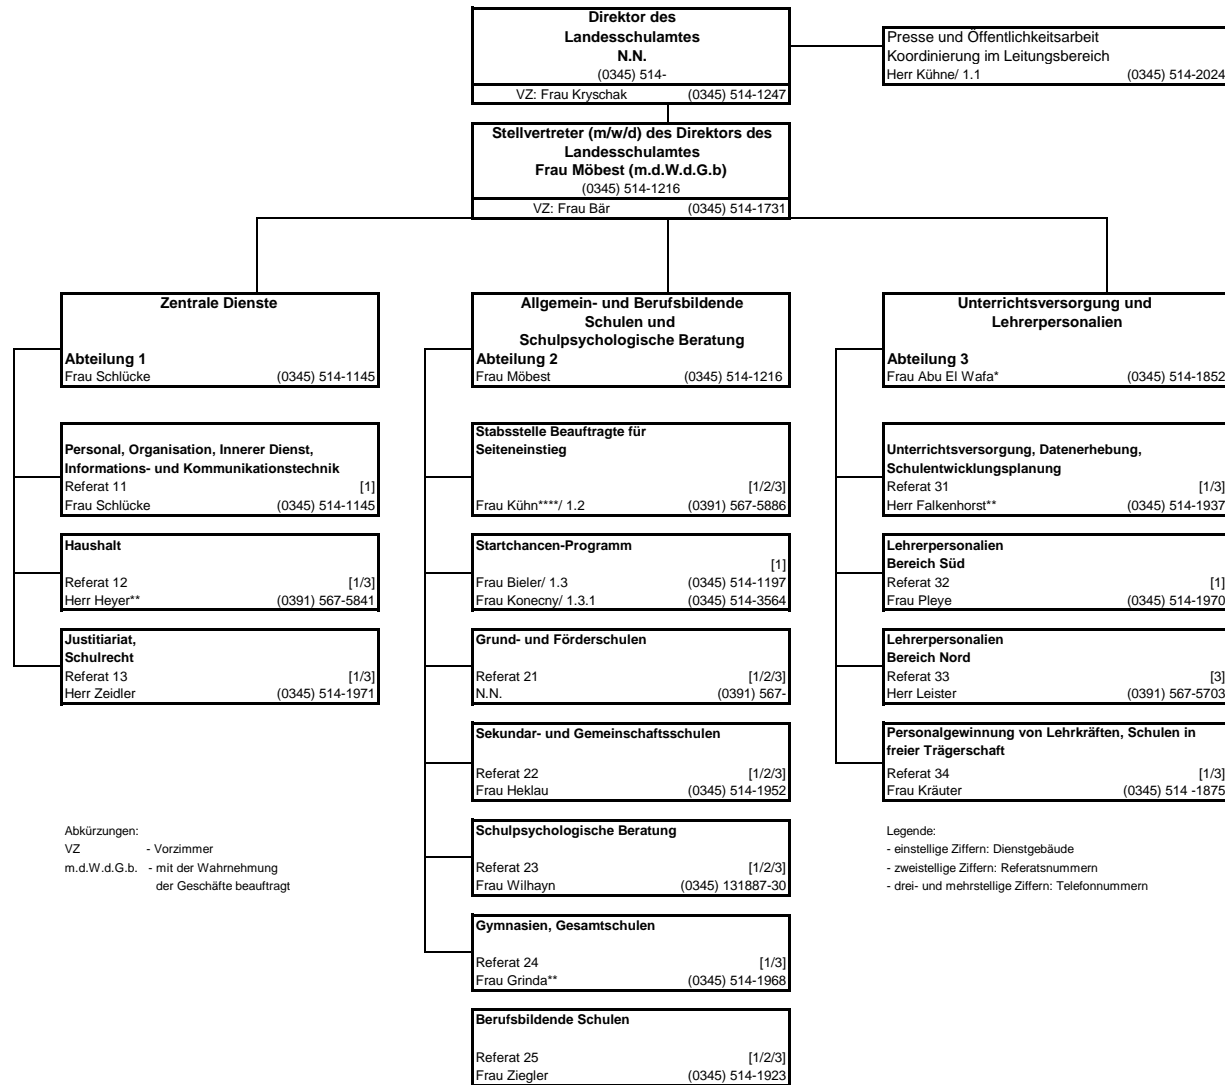 Direktor des
Landesschulamtes
N.N.
(0345) 514-
VZ: Frau Kryschak (0345) 514-1247
Presse und Öffentlichkeitsarbeit
Koordinierung im Leitungsbereich
Herr Kühne/ 1.1 (0345) 514-2024
Stellvertreter (m/w/d) des Direktors des
Landesschulamtes
Frau Möbest (m.d.W.d.G.b)
(0345) 514-1216
VZ: Frau Bär (0345) 514-1731
Zentrale Dienste
Abteilung 1
Frau Schlücke (0345) 514-1145
Personal, Organisation, Innerer Dienst,
Informations- und Kommunikationstechnik
Referat 11 [1]
Frau Schlücke (0345) 514-1145
Haushalt
Referat 12 [1/3]
Herr Heyer** (0391) 567-5841
Justitiariat,
Schulrecht
Referat 13 [1/3]
Herr Zeidler (0345) 514-1971
Allgemein- und Berufsbildende
Schulen und
Schulpsychologische Beratung
Abteilung 2
Frau Möbest (0345) 514-1216
Stabsstelle Beauftragte für
Seiteneinstieg
[1/2/3]
Frau Kühn****/ 1.2 (0391) 567-5886
Startchancen-Programm
[1]
Frau Bieler/ 1.3 (0345) 514-1197
Frau Konecny/ 1.3.1 (0345) 514-3564
Grund- und Förderschulen
Referat 21 [1/2/3]
N.N. (0391) 567-
Sekundar- und Gemeinschaftsschulen
Referat 22 [1/2/3]
Frau Heklau (0345) 514-1952
Schulpsychologische Beratung
Referat 23 [1/2/3]
Frau Wilhayn (0345) 131887-30
Gymnasien, Gesamtschulen
Referat 24 [1/3]
Frau Grinda** (0345) 514-1968
Berufsbildende Schulen
Referat 25 [1/2/3]
Frau Ziegler (0345) 514-1923
Unterrichtsversorgung und
Lehrerpersonalien
Abteilung 3
Frau Abu El Wafa* (0345) 514-1852
Unterrichtsversorgung, Datenerhebung,
Schulentwicklungsplanung
Referat 31 [1/3]
Herr Falkenhorst** (0345) 514-1937
Lehrerpersonalien
Bereich Süd
Referat 32 [1]
Frau Pleye (0345) 514-1970
Lehrerpersonalien
Bereich Nord
Referat 33 [3]
Herr Leister (0391) 567-5703
Personalgewinnung von Lehrkräften, Schulen in
freier Trägerschaft
Referat 34 [1/3]
Frau Kräuter (0345) 514 -1875
Abkürzungen:
VZ - Vorzimmer
m.d.W.d.G.b. - mit der Wahrnehmung
der Geschäfte beauftragt
Legende:
- einstellige Ziffern: Dienstgebäude
- zweistellige Ziffern: Referatsnummern
- drei- und mehrstellige Ziffern: Telefonnummern